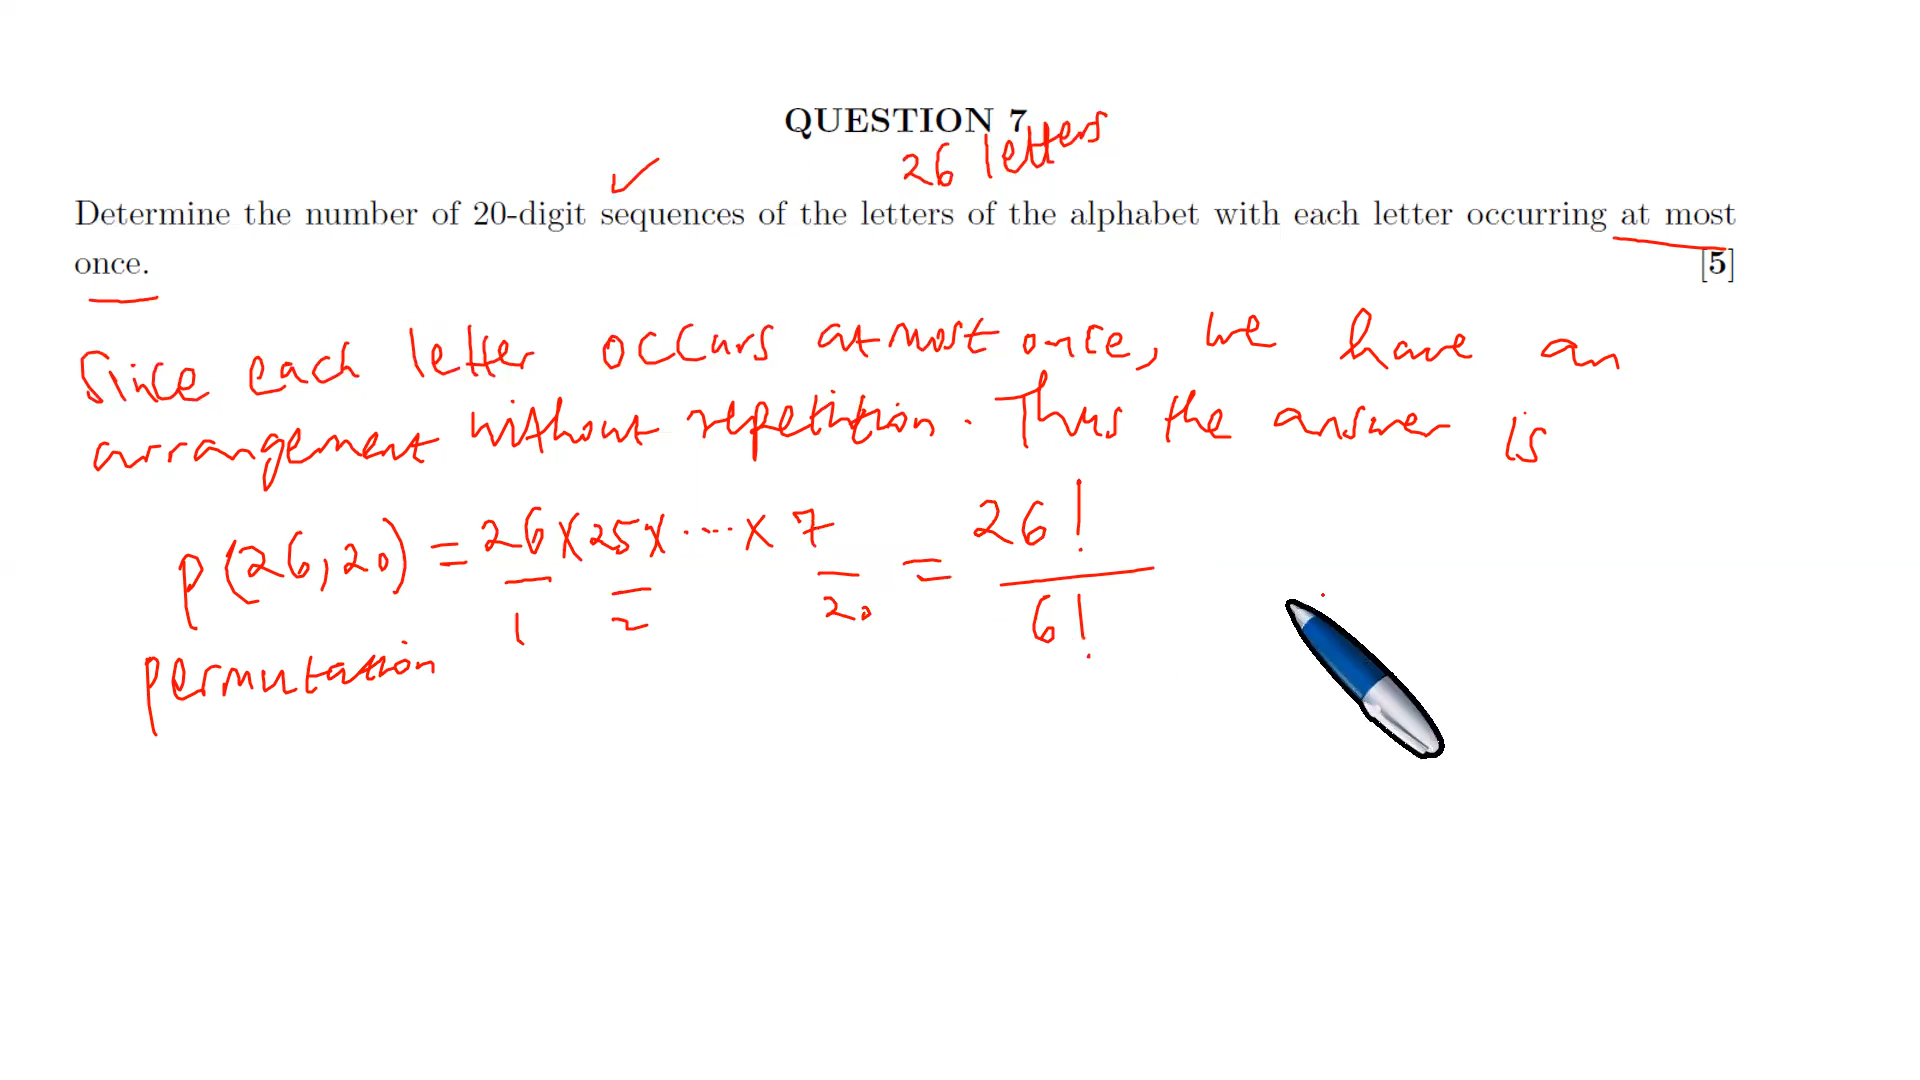 QUESTION 7
26 letters
Determine the number of 20-digit sequences of the letters of the alphabet with each letter occurring at most
once. [5]
Since each letter occurs atmost once, we have an
arrangement without repetition. Thus the answer is
P(26,20) = 26 x 25 x ... x 7 = 26! / 6!
1 2 20
permutation